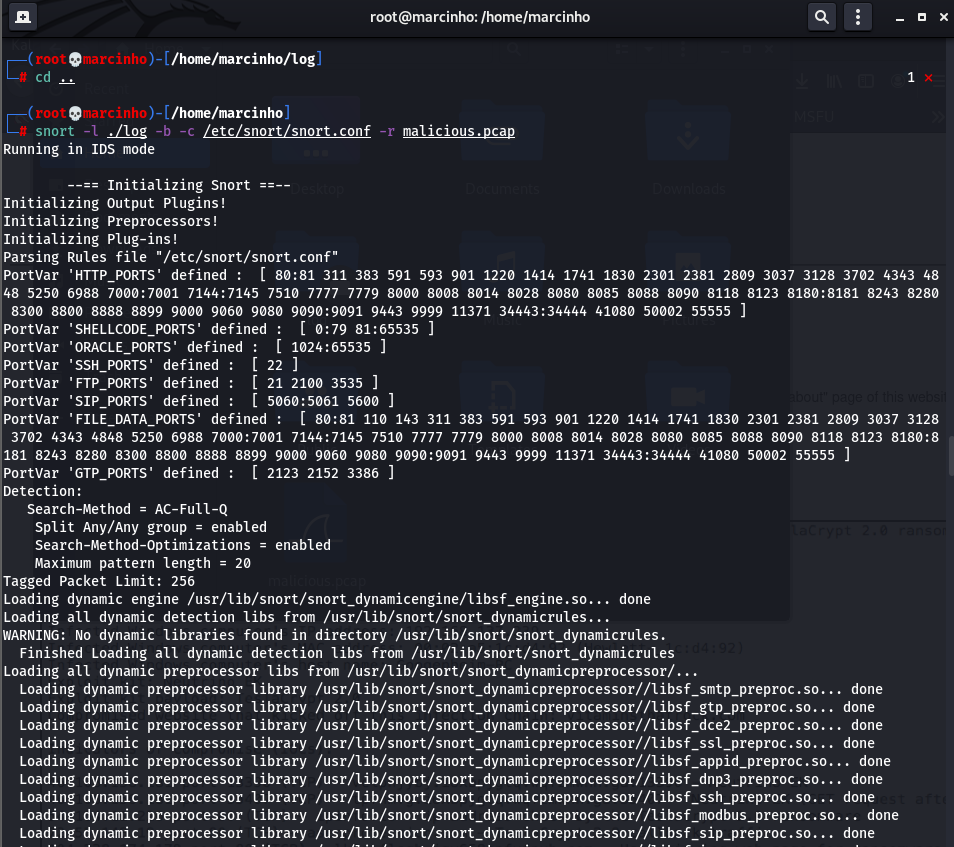 root@marcinho: /home/marcinho
┌──(root💀marcinho)-[/home/marcinho/log]
└─# cd ..
1 ⨯
┌──(root💀marcinho)-[/home/marcinho]
└─# snort -l ./log -b -c /etc/snort/snort.conf -r malicious.pcap
Running in IDS mode
--== Initializing Snort ==--
Initializing Output Plugins!
Initializing Preprocessors!
Initializing Plug-ins!
Parsing Rules file "/etc/snort/snort.conf"
PortVar 'HTTP_PORTS' defined :  [ 80:81 311 383 591 593 901 1220 1414 1741 1830 2301 2381 2809 3037 3128 3702 4343 48
48 5250 6988 7000:7001 7144:7145 7510 7777 7779 8000 8008 8014 8028 8080 8085 8088 8090 8118 8123 8180:8181 8243 8280
8300 8800 8888 8899 9000 9060 9080 9090:9091 9443 9999 11371 34443:34444 41080 50002 55555 ]
PortVar 'SHELLCODE_PORTS' defined :  [ 0:79 81:65535 ]
PortVar 'ORACLE_PORTS' defined :  [ 1024:65535 ]
PortVar 'SSH_PORTS' defined :  [ 22 ]
PortVar 'FTP_PORTS' defined :  [ 21 2100 3535 ]
PortVar 'SIP_PORTS' defined :  [ 5060:5061 5600 ]
PortVar 'FILE_DATA_PORTS' defined :  [ 80:81 110 143 311 383 591 593 901 1220 1414 1741 1830 2301 2381 2809 3037 3128
3702 4343 4848 5250 6988 7000:7001 7144:7145 7510 7777 7779 8000 8008 8014 8028 8080 8085 8088 8090 8118 8123 8180:8
181 8243 8280 8300 8800 8888 8899 9000 9060 9080 9090:9091 9443 9999 11371 34443:34444 41080 50002 55555 ]
PortVar 'GTP_PORTS' defined :  [ 2123 2152 3386 ]
Detection:
Search-Method = AC-Full-Q
Split Any/Any group = enabled
Search-Method-Optimizations = enabled
Maximum pattern length = 20
Tagged Packet Limit: 256
Loading dynamic engine /usr/lib/snort/snort_dynamicengine/libsf_engine.so... done
Loading all dynamic detection libs from /usr/lib/snort/snort_dynamicrules...
WARNING: No dynamic libraries found in directory /usr/lib/snort/snort_dynamicrules.
Finished Loading all dynamic detection libs from /usr/lib/snort/snort_dynamicrules
Loading all dynamic preprocessor libs from /usr/lib/snort/snort_dynamicpreprocessor/...
Loading dynamic preprocessor library /usr/lib/snort/snort_dynamicpreprocessor//libsf_smtp_preproc.so... done
Loading dynamic preprocessor library /usr/lib/snort/snort_dynamicpreprocessor//libsf_gtp_preproc.so... done
Loading dynamic preprocessor library /usr/lib/snort/snort_dynamicpreprocessor//libsf_dce2_preproc.so... done
Loading dynamic preprocessor library /usr/lib/snort/snort_dynamicpreprocessor//libsf_ssl_preproc.so... done
Loading dynamic preprocessor library /usr/lib/snort/snort_dynamicpreprocessor//libsf_appid_preproc.so... done
Loading dynamic preprocessor library /usr/lib/snort/snort_dynamicpreprocessor//libsf_dnp3_preproc.so... done
Loading dynamic preprocessor library /usr/lib/snort/snort_dynamicpreprocessor//libsf_ssh_preproc.so... done
Loading dynamic preprocessor library /usr/lib/snort/snort_dynamicpreprocessor//libsf_modbus_preproc.so... done
Loading dynamic preprocessor library /usr/lib/snort/snort_dynamicpreprocessor//libsf_sip_preproc.so... done